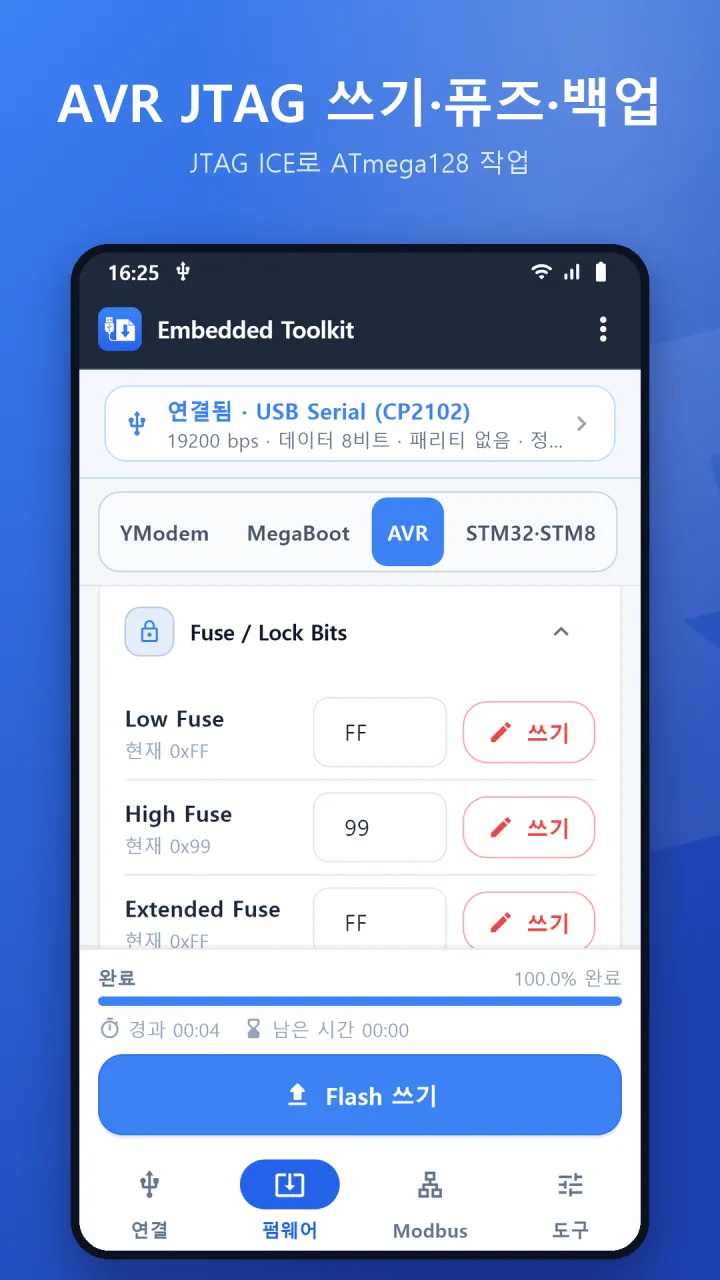 AVR JTAG 쓰기·퓨즈·백업
JTAG ICE로 ATmega128 작업
16:25
Embedded Toolkit
연결됨 · USB Serial (CP2102)
19200 bps · 데이터 8비트 · 패리티 없음 · 정...
YModem MegaBoot AVR STM32·STM8
Fuse / Lock Bits
Low Fuse
현재 0xFF
FF
쓰기
High Fuse
현재 0x99
99
쓰기
Extended Fuse
현재 0xFF
FF
쓰기
완료 100.0% 완료
경과 00:04 남은 시간 00:00
Flash 쓰기
연결 펌웨어 Modbus 도구